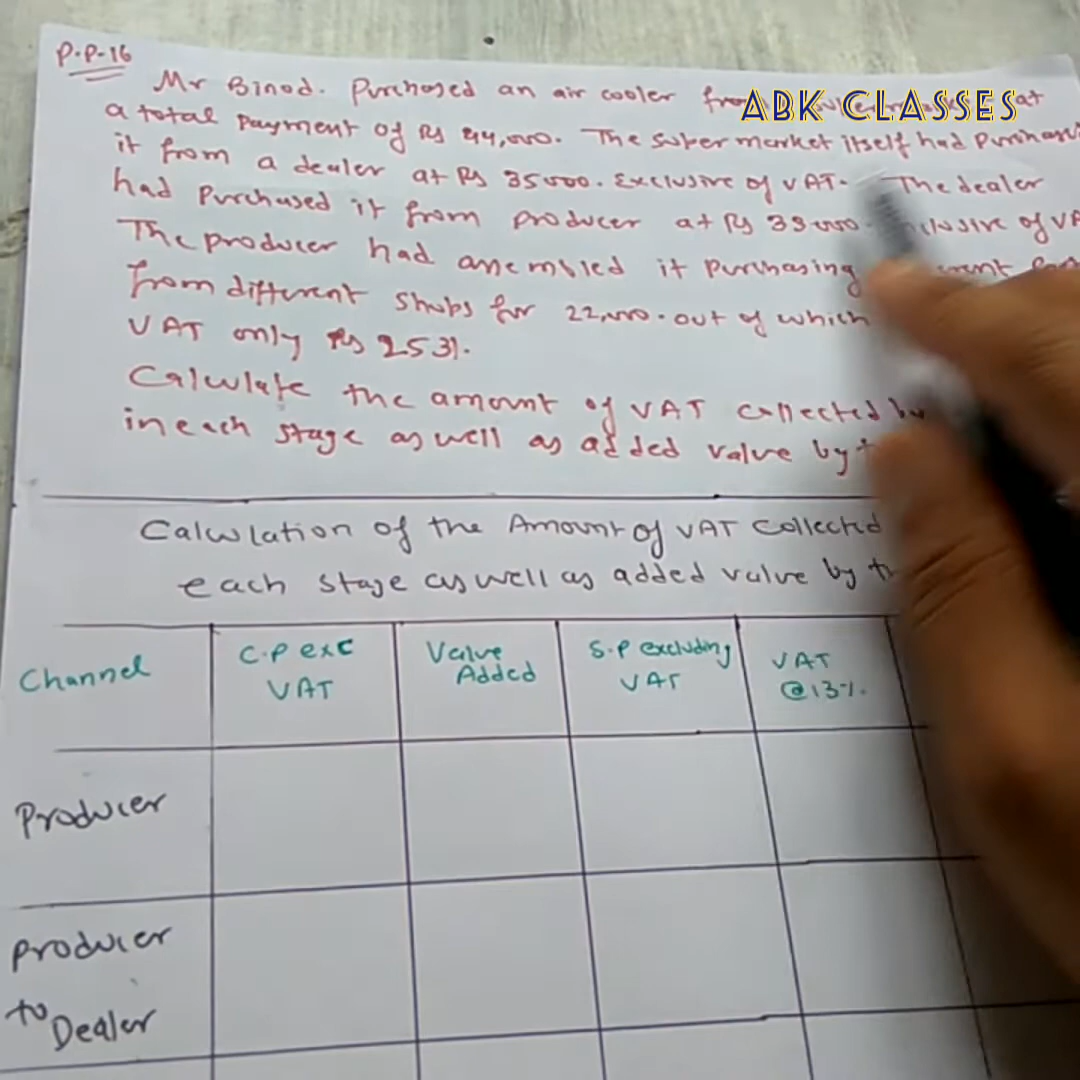 P.P-16
Mr Binod. Purchased an air cooler at
ABK CLASSES
a total payment of Rs 44,000. The super market itself had Purchas
it from a dealer at Rs 35000. Exclusive of VAT. The dealer
had Purchased it from producer at Rs of VA
The producer had assembled it Purchasing
from different shops for 22,000. out of which
VAT only Rs 2531.
Calculate the amount of VAT collected
in each stage as well as added value by
Calculation of the Amount of VAT Collected
each stage as well as added value by
Channel
C.P exc VAT
Value Added
S.P excluding VAT
VAT @13%
Producer
Producer to Dealer